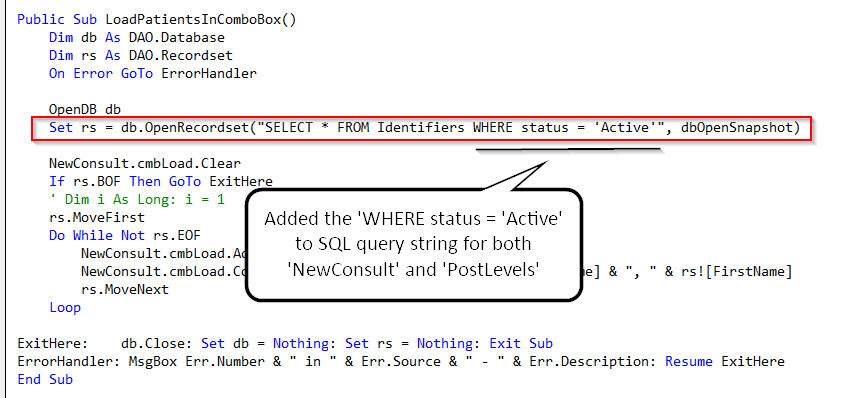 Public Sub LoadPatientsInComboBox()
Dim db As DAO.Database
Dim rs As DAO.Recordset
On Error GoTo ErrorHandler
OpenDB db
Set rs = db.OpenRecordset("SELECT * FROM Identifiers WHERE status = 'Active'", dbOpenSnapshot)
NewConsult.cmbLoad.Clear
If rs.BOF Then GoTo ExitHere
' Dim i As Long: i = 1
rs.MoveFirst
Do While Not rs.EOF
NewConsult.cmbLoad.
NewConsult.cmbLoad. & ", " & rs![FirstName]
rs.MoveNext
Loop
Added the 'WHERE status = 'Active'
to SQL query string for both
'NewConsult' and 'PostLevels'
ExitHere: db.Close: Set db = Nothing: Set rs = Nothing: Exit Sub
ErrorHandler: MsgBox Err.Number & " in " & Err.Source & " - " & Err.Description: Resume ExitHere
End Sub